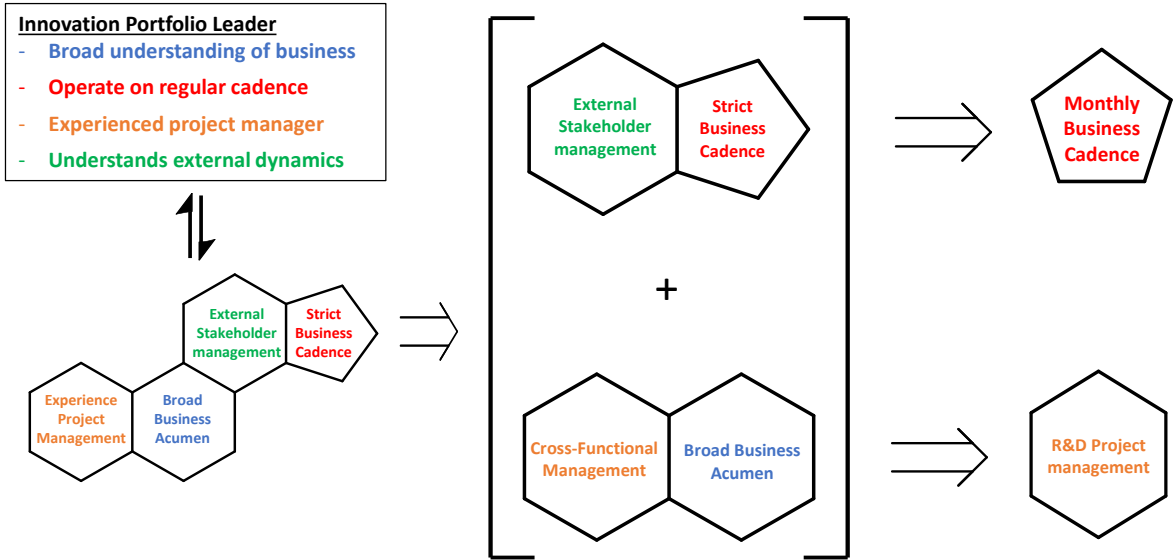 Innovation Portfolio Leader
- Broad understanding of business
- Operate on regular cadence
- Experienced project manager
- Understands external dynamics
External
Stakeholder
management
Strict
Business
Cadence
Experience
Project
Management
Broad
Business
Acumen
External
Stakeholder
management
Strict
Business
Cadence
+
Cross-Functional
Management
Broad Business
Acumen
Monthly
Business
Cadence
R&D Project
management